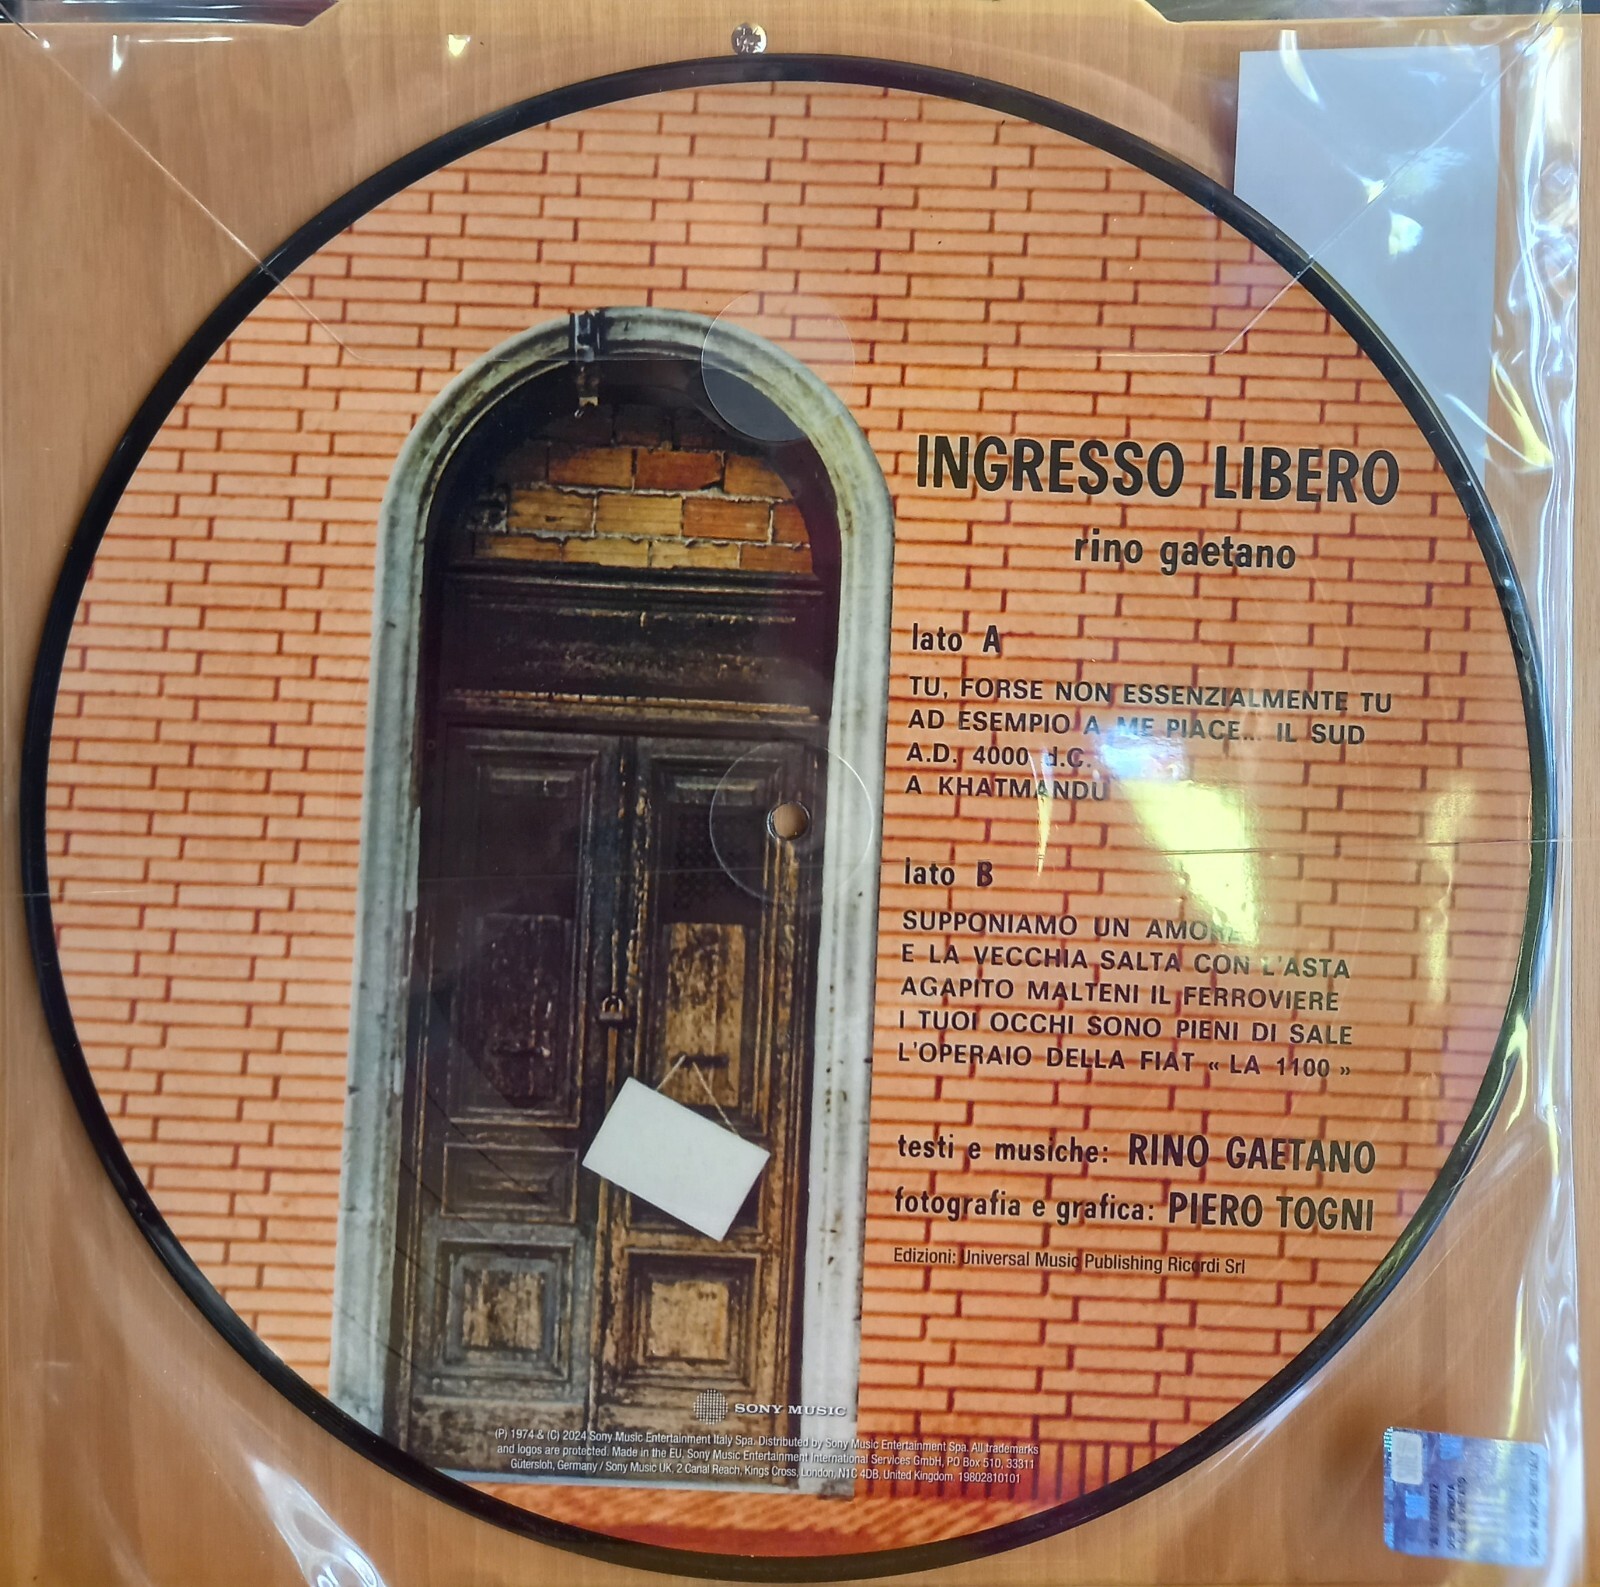 INGRESSO LIBERO
rino gaetano
lato A
TU, FORSE NON ESSENZIALMENTE TU
AD ESEMPIO A ME PIACE... IL SUD
A.D. 4000 d.C.
A KHATMANDU
lato B
SUPPONIAMO UN AMORE
E LA VECCHIA SALTA CON L'ASTA
AGAPITO MALTENI IL FERROVIERE
I TUOI OCCHI SONO PIENI DI SALE
L'OPERAIO DELLA FIAT « LA 1100 »
testi e musiche: RINO GAETANO
fotografia e grafica: PIERO TOGNI
Edizioni: Universal Music Publishing Ricordi Srl
SONY MUSIC
(P) 1974 & (C) 2024 Sony Music Entertainment Italy Spa. Distributed by Sony Music Entertainment Spa. All trademarks
and logos are protected. Made in the EU. Sony Music Entertainment International Services GmbH, PO Box 510, 33311
Gütersloh, Germany / Sony Music UK, 2 Canal Reach, Kings Cross, London, N1C 4DB, United Kingdom. 19802810101